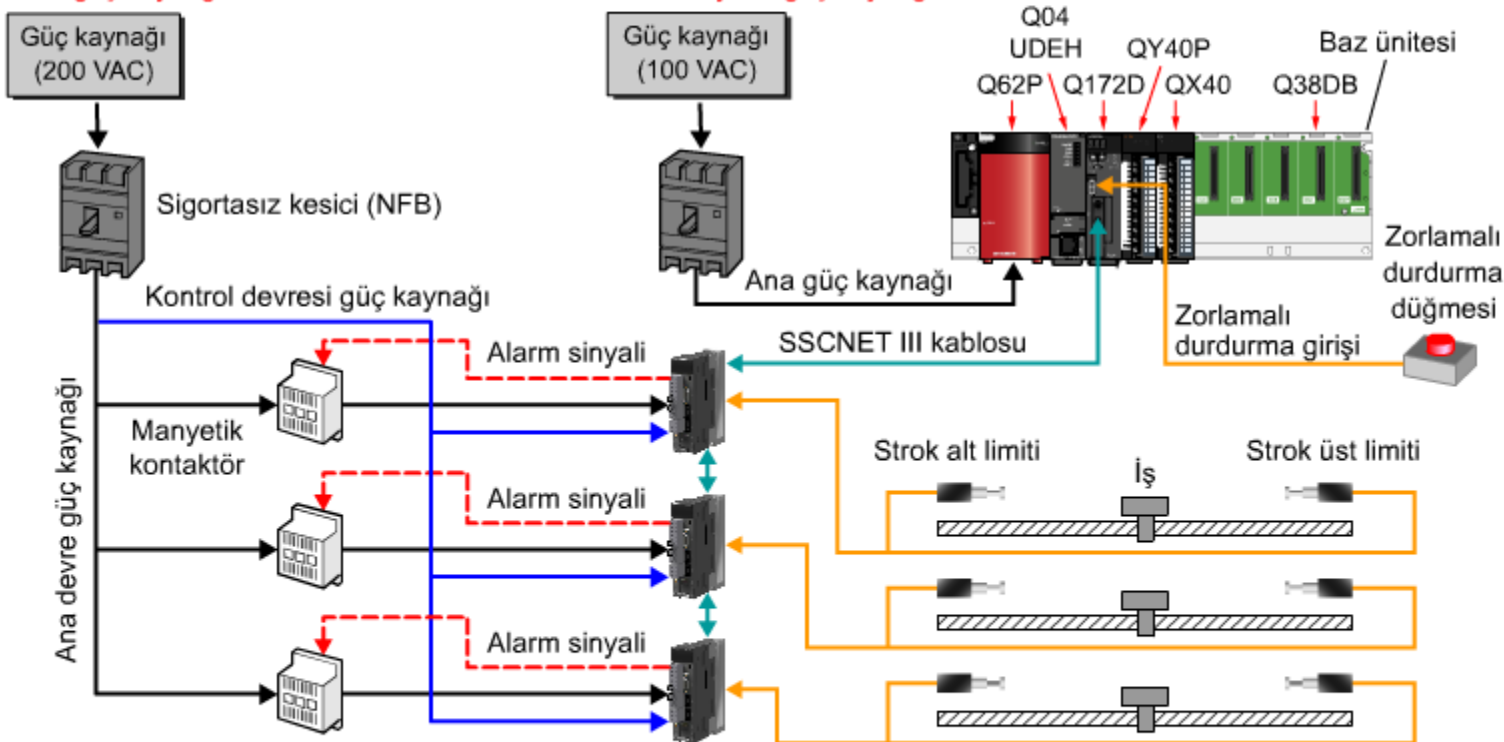 Güç kaynağı
(200 VAC)
Güç kaynağı
(100 VAC)
Q04
UDEH
QY40P
Baz ünitesi
Q62P
Q172D
QX40
Q38DB
Sigortasız kesici (NFB)
Zorlamalı
durdurma
düğmesi
Ana güç kaynağı
Kontrol devresi güç kaynağı
Zorlamalı
durdurma girişi
SSCNET III kablosu
Alarm sinyali
Ana devre güç kaynağı
Manyetik
kontaktör
Strok alt limiti
İş
Strok üst limiti
Alarm sinyali
Alarm sinyali